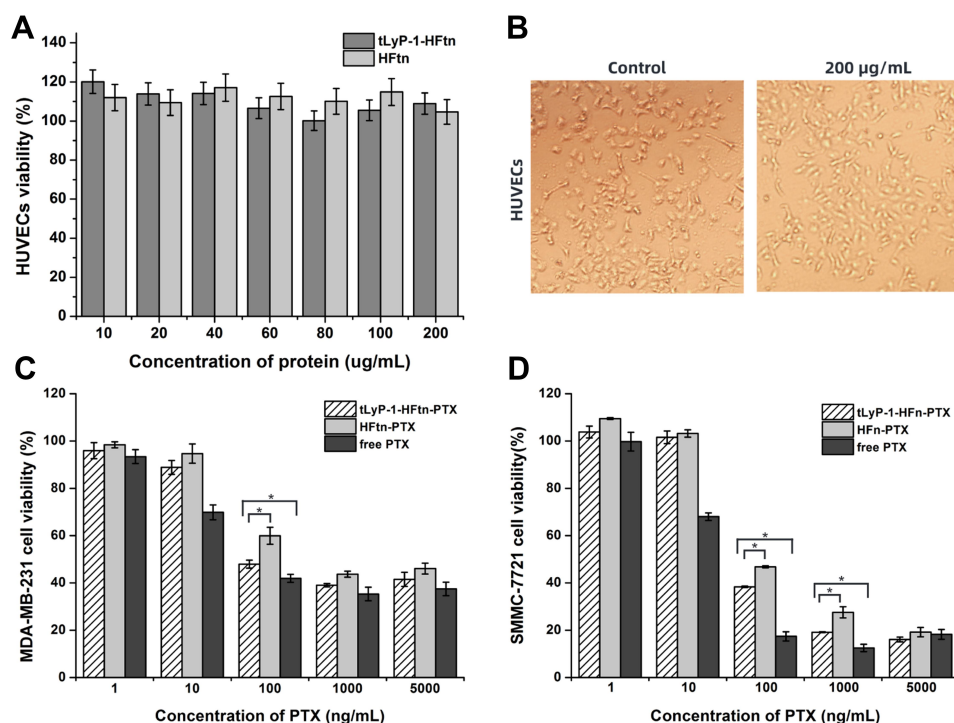 A
HUVECs viability (%)
140
120
100
80
60
40
20
0
tLyP-1-HFtn
HFtn
10 20 40 60 80 100 200
Concentration of protein (ug/mL)
B
Control 200 µg/mL
HUVECs
C
MDA-MB-231 cell viability (%)
120
100
80
60
40
20
0
tLyP-1-HFtn-PTX
HFtn-PTX
free PTX
*
*
1 10 100 1000 5000
Concentration of PTX (ng/mL)
D
SMMC-7721 cell viability(%)
120
100
80
60
40
20
0
tLyP-1-HFn-PTX
HFn-PTX
free PTX
*
*
*
*
1 10 100 1000 5000
Concentration of PTX (ng/mL)